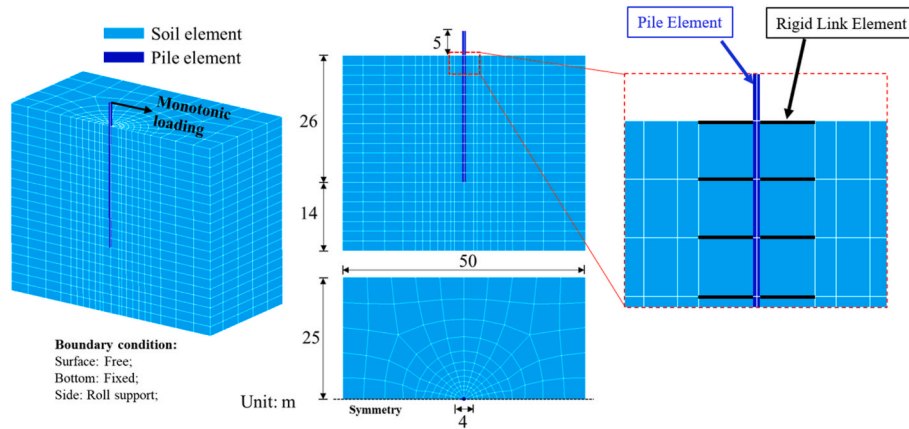 Soil element
Pile element
Monotonic
loading
Boundary condition:
Surface: Free;
Bottom: Fixed;
Side: Roll support;
5
26
14
50
25
Unit: m
Symmetry
4
Pile Element
Rigid Link Element